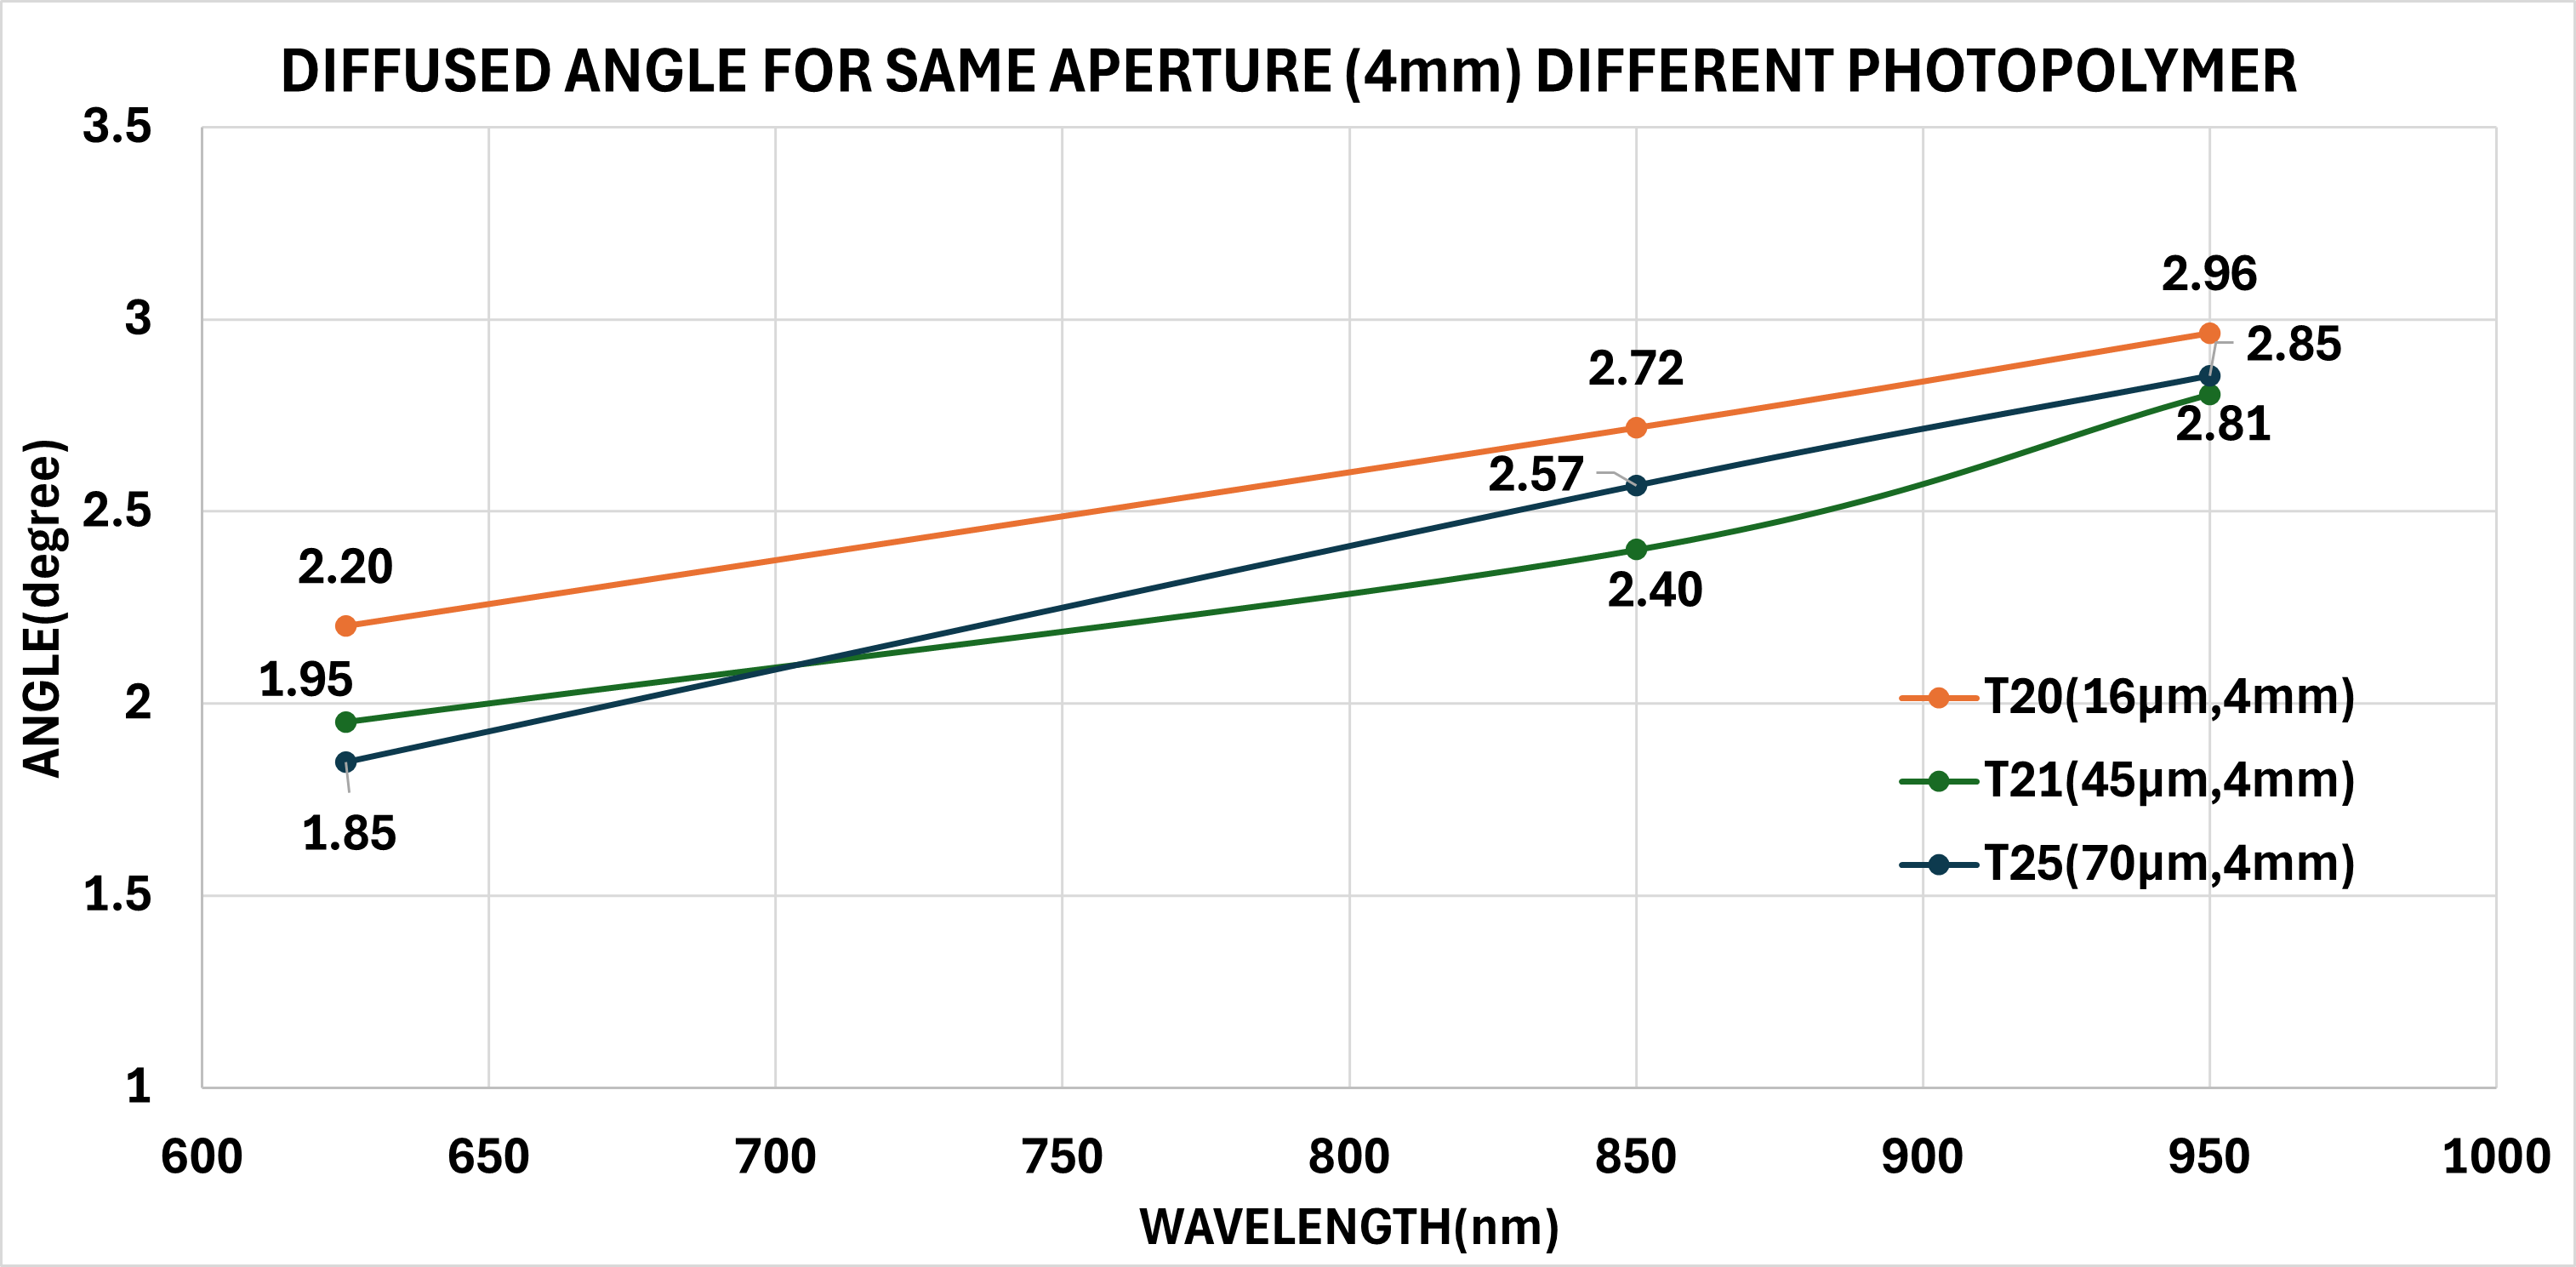 DIFFUSED ANGLE FOR SAME APERTURE (4mm) DIFFERENT PHOTOPOLYMER
3.5
3
2.5
2
1.5
1
ANGLE(degree)
2.96
2.85
2.72
2.81
2.57
2.20
2.40
1.95
1.85
T20(16µm,4mm)
T21(45µm,4mm)
T25(70µm,4mm)
600 650 700 750 800 850 900 950 1000
WAVELENGTH(nm)